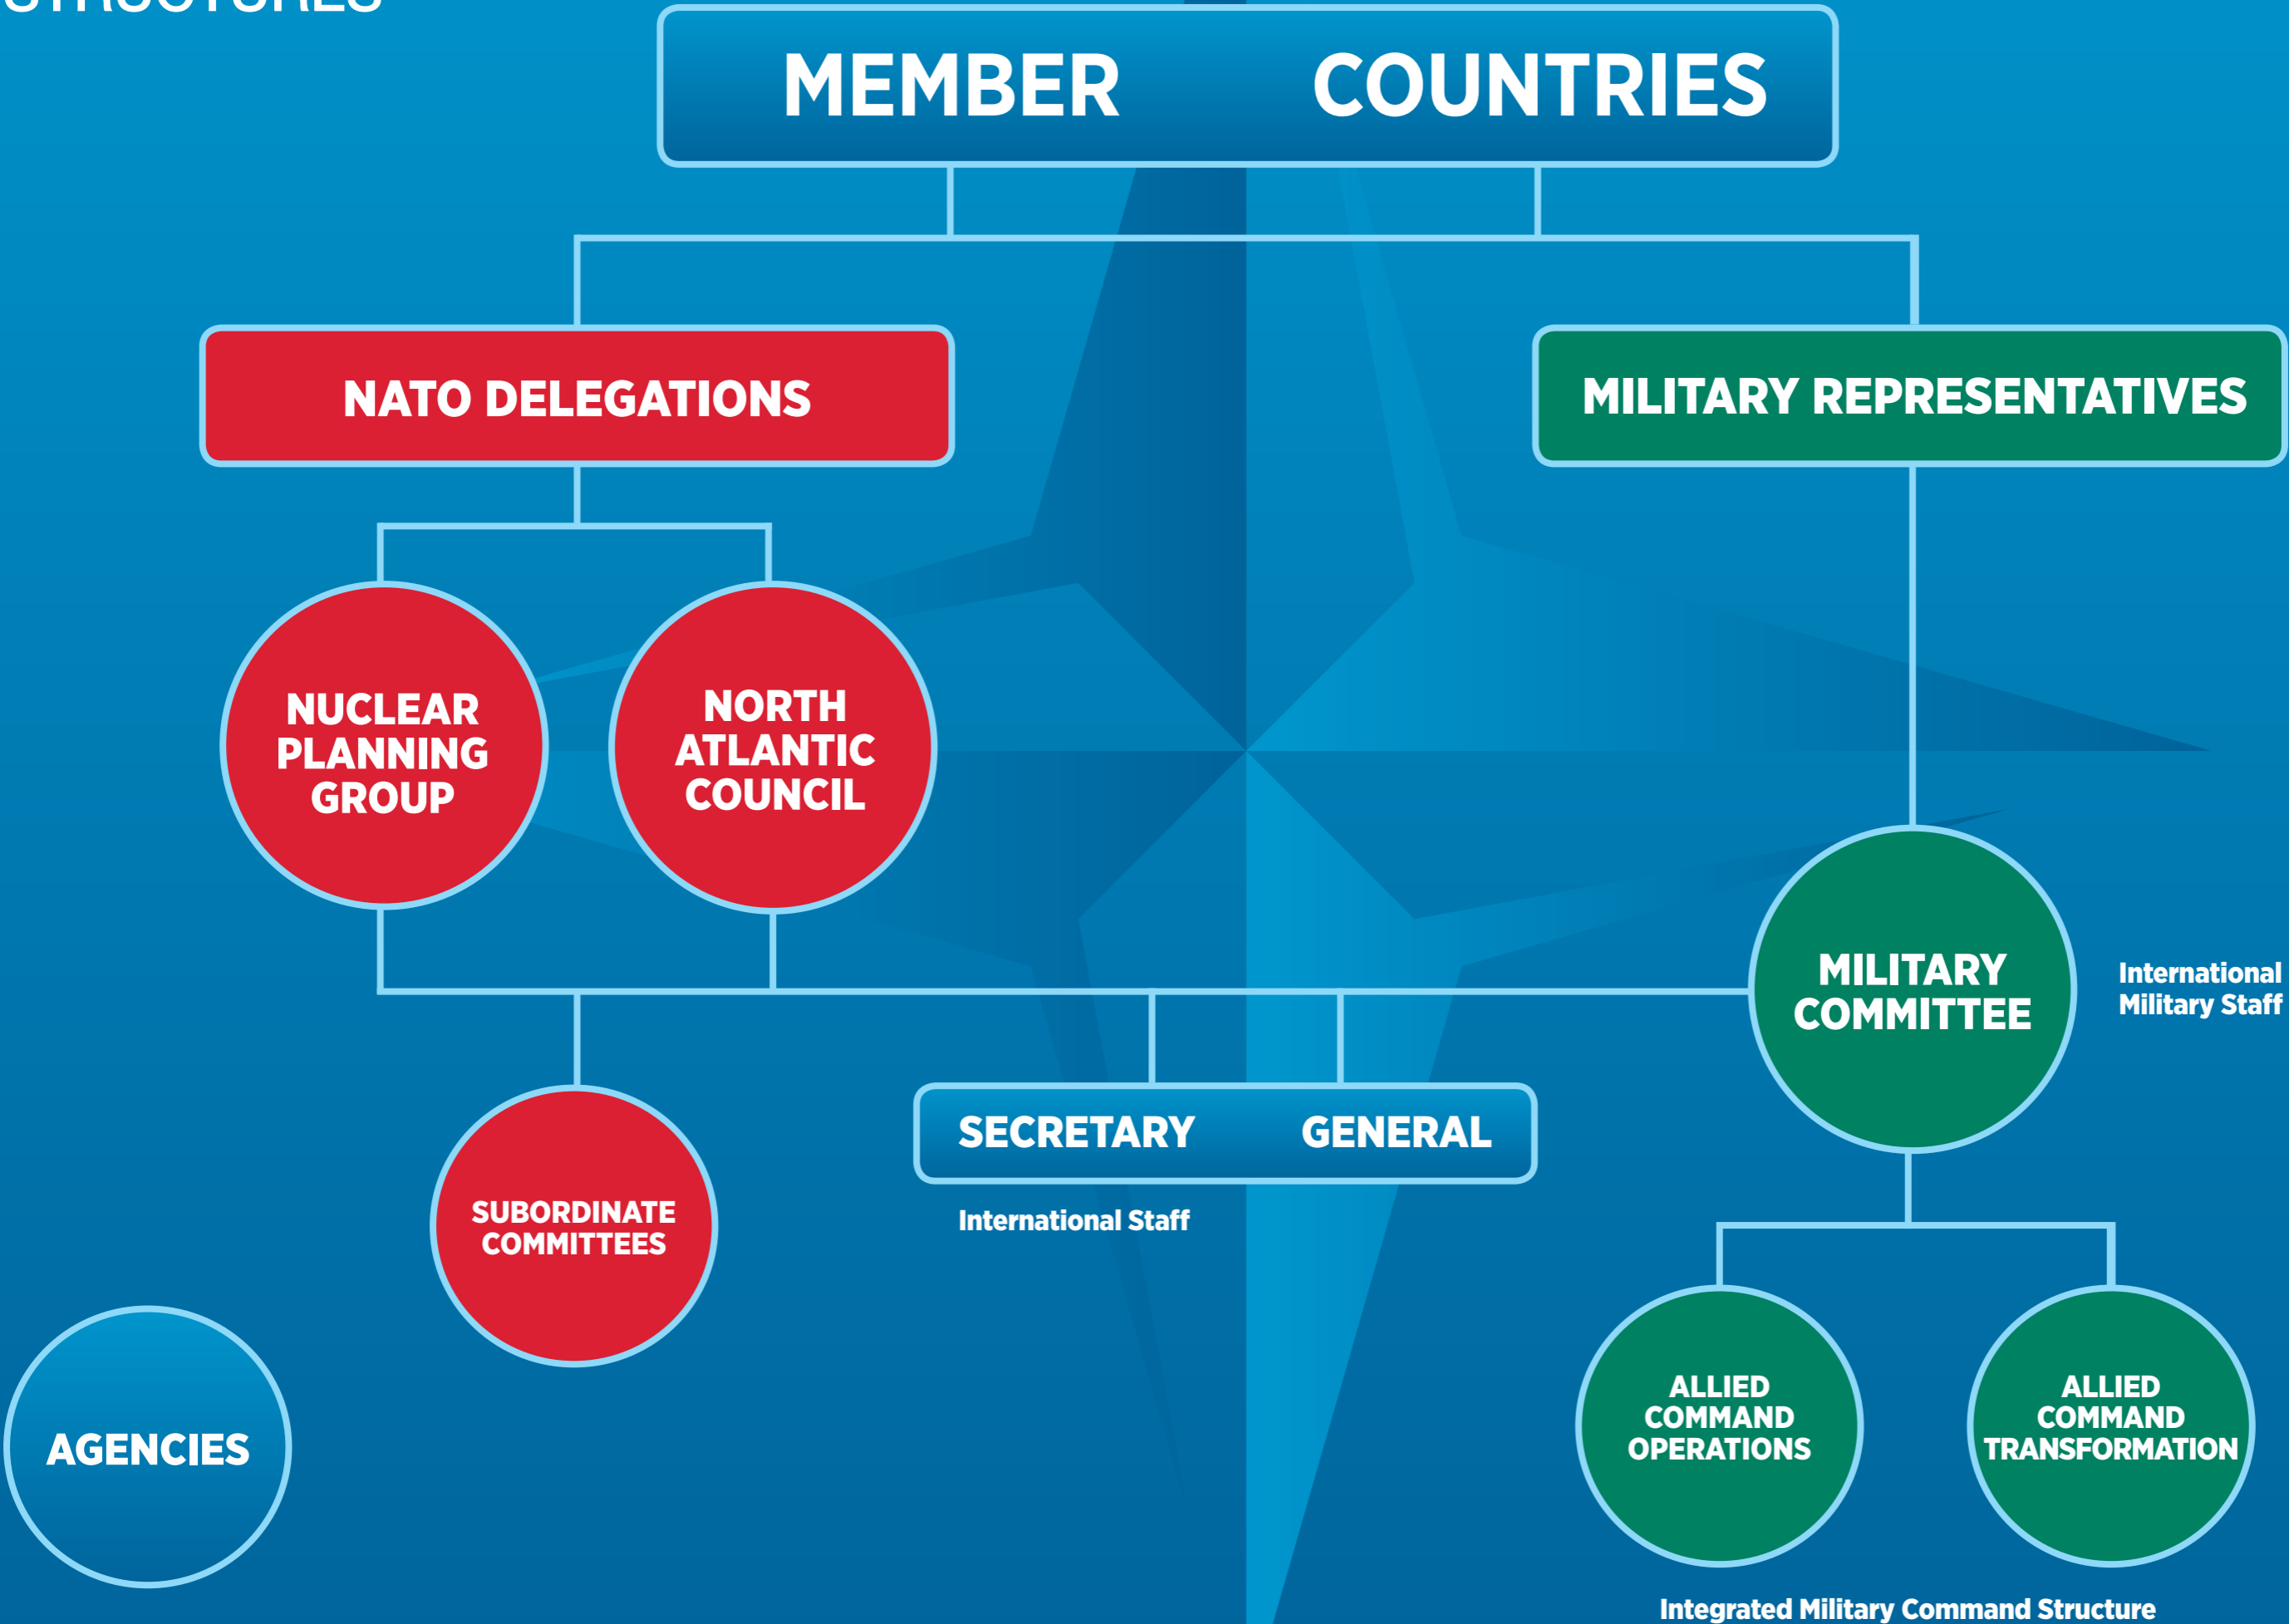 STRUCTURES
MEMBER COUNTRIES
NATO DELEGATIONS
MILITARY REPRESENTATIVES
NUCLEAR
PLANNING
GROUP
NORTH
ATLANTIC
COUNCIL
MILITARY
COMMITTEE
International
Military Staff
SECRETARY GENERAL
International Staff
SUBORDINATE
COMMITTEES
AGENCIES
ALLIED
COMMAND
OPERATIONS
ALLIED
COMMAND
TRANSFORMATION
Integrated Military Command Structure